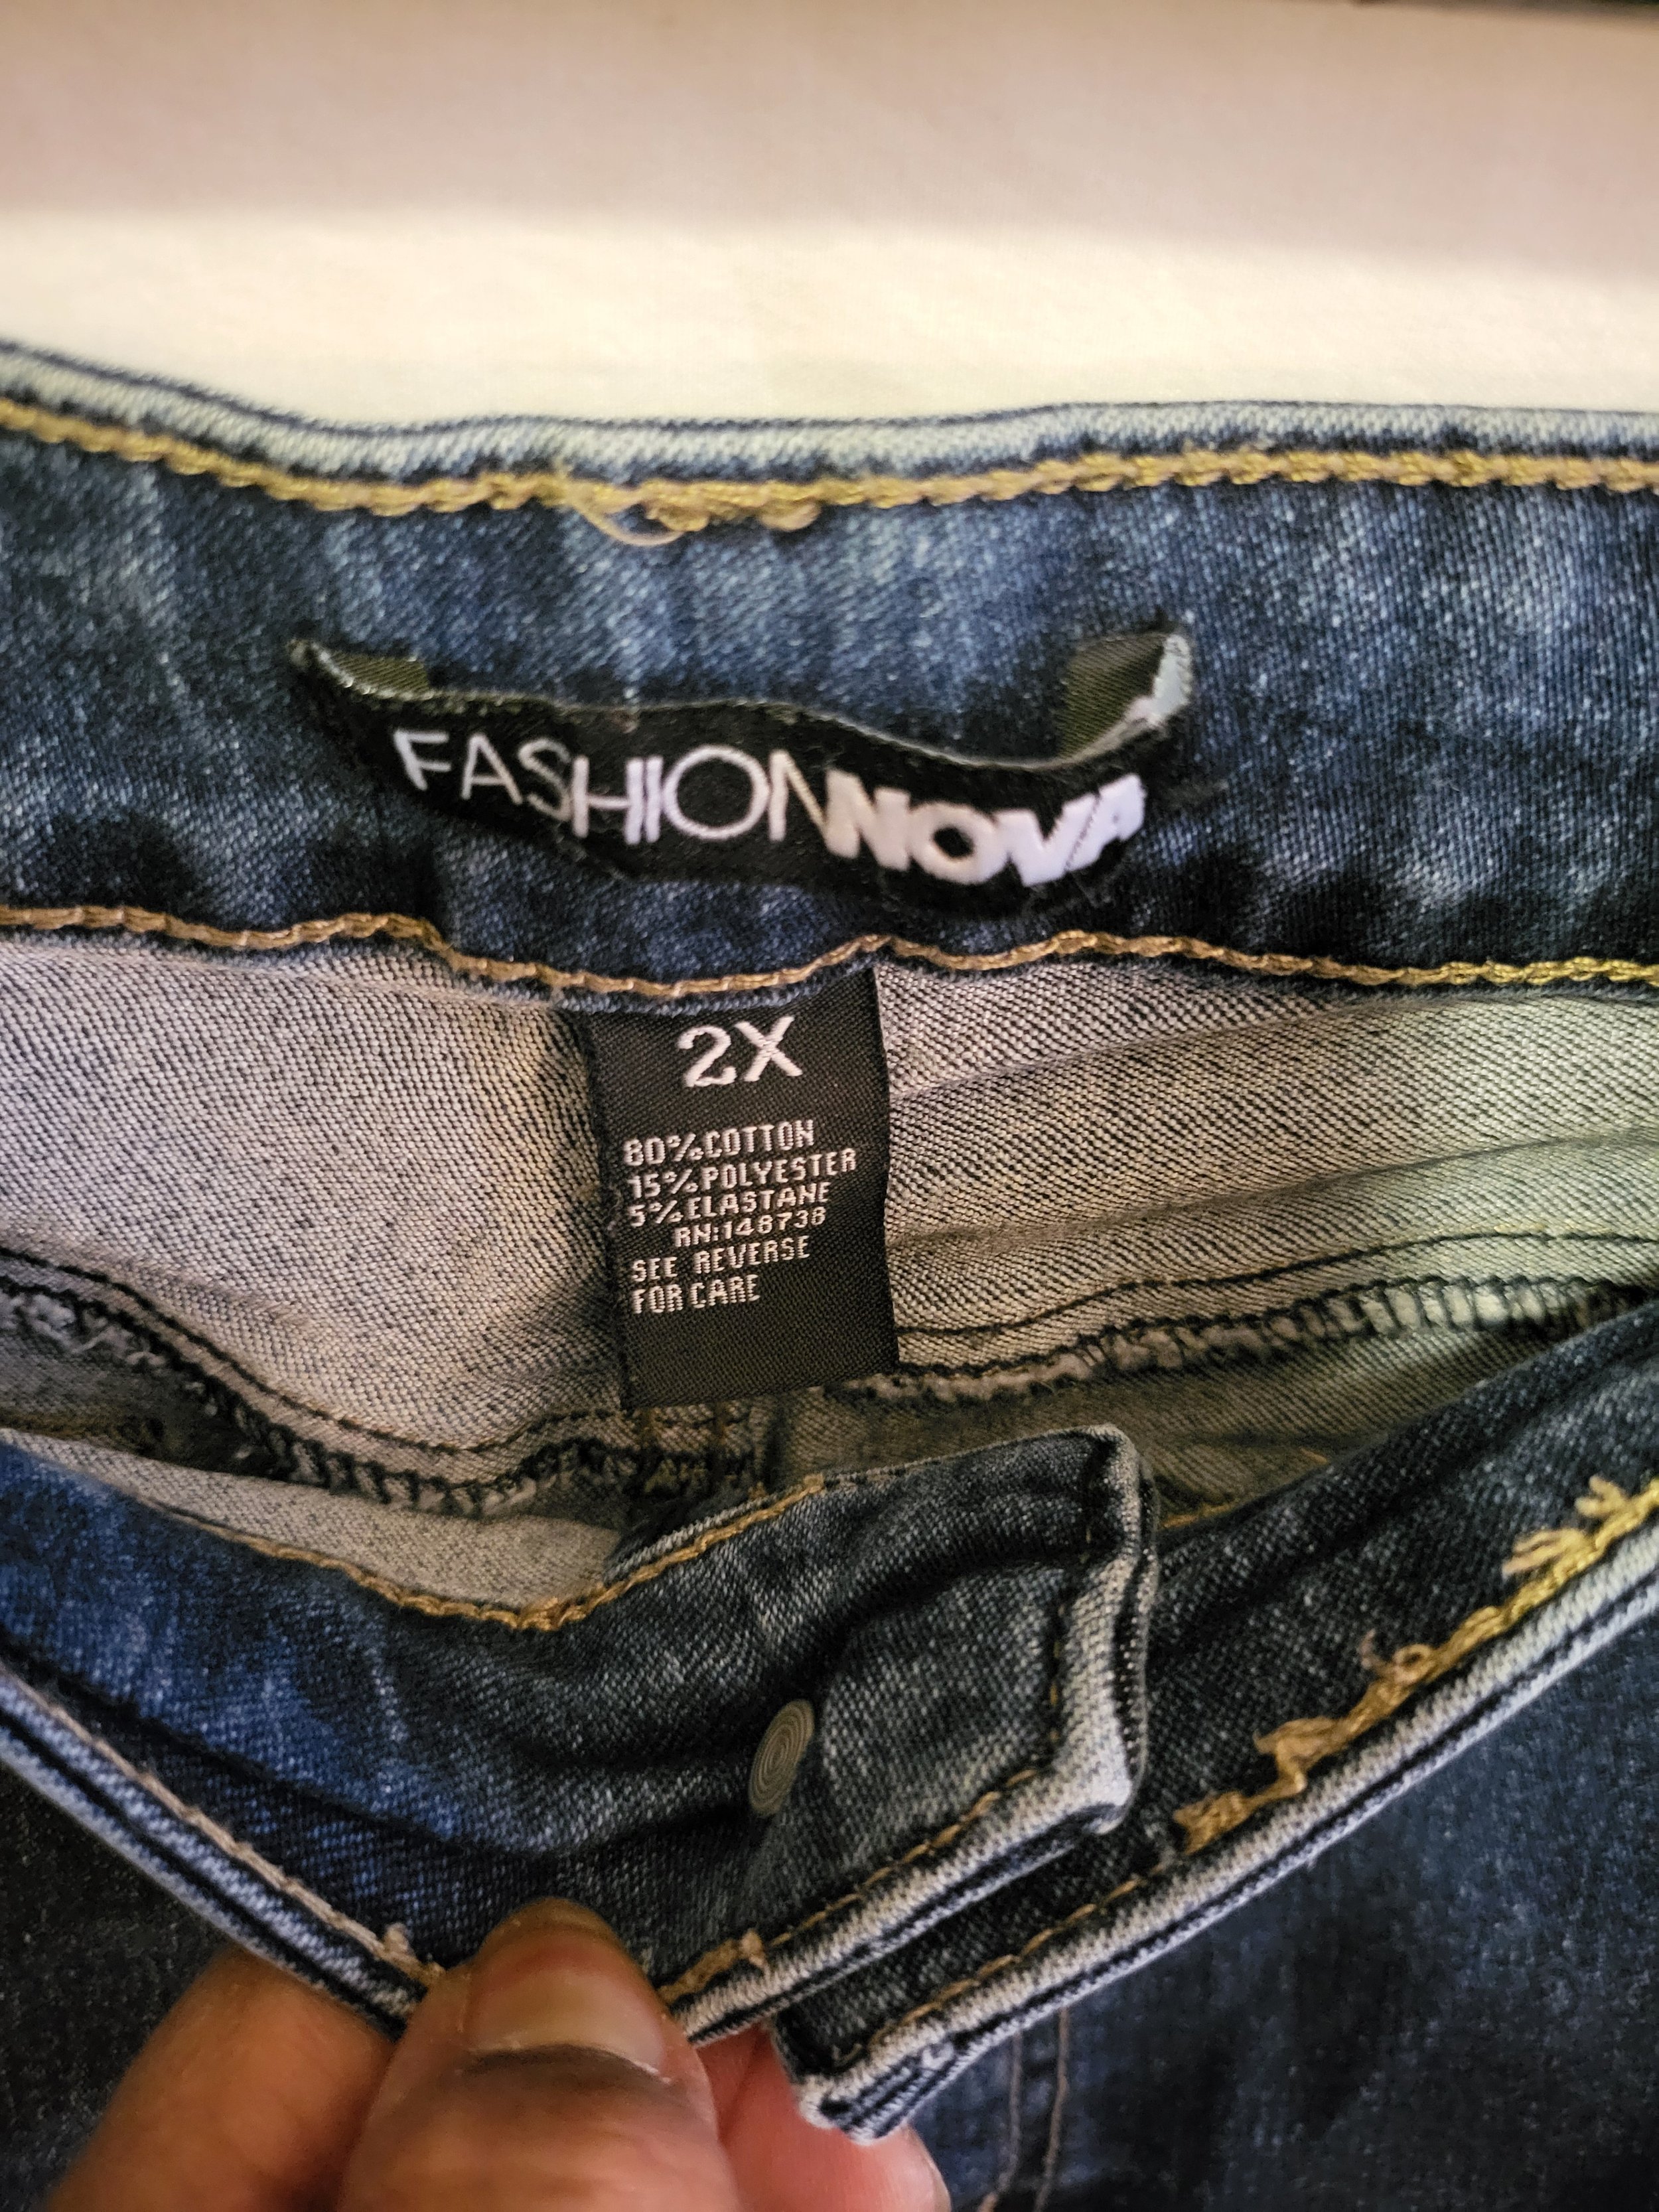 FASHIONNOVA
2X
80%COTTON
15%POLYESTER
5%ELASTANE
RN:148738
SEE REVERSE
FOR CARE